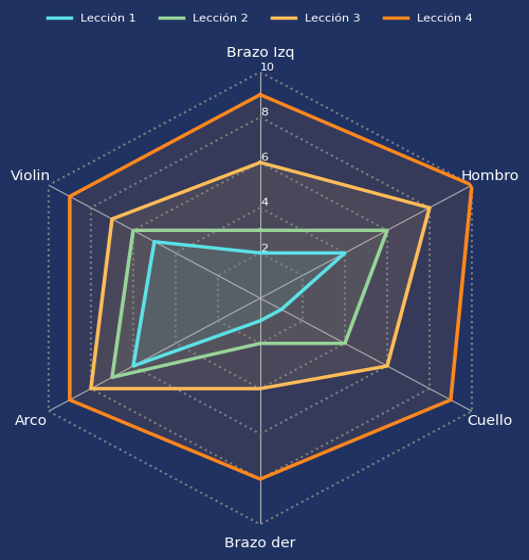 Lección 1 Lección 2 Lección 3 Lección 4
Brazo Izq
10
8
Violin Hombro
6
4
2
Arco Cuello
Brazo der